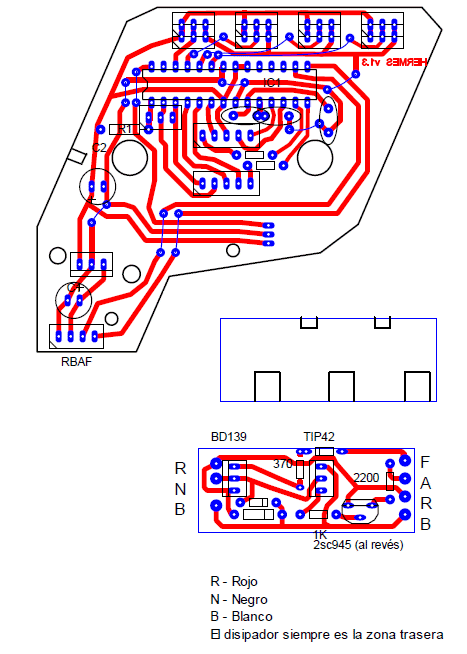 HERMES v1.3
IC1
R1
C2
RBAF
BD139
TIP42
R
N
B
370
2200
F
A
R
B
1K
2sc945 (al revés)
R - Rojo
N - Negro
B - Blanco
El disipador siempre es la zona trasera